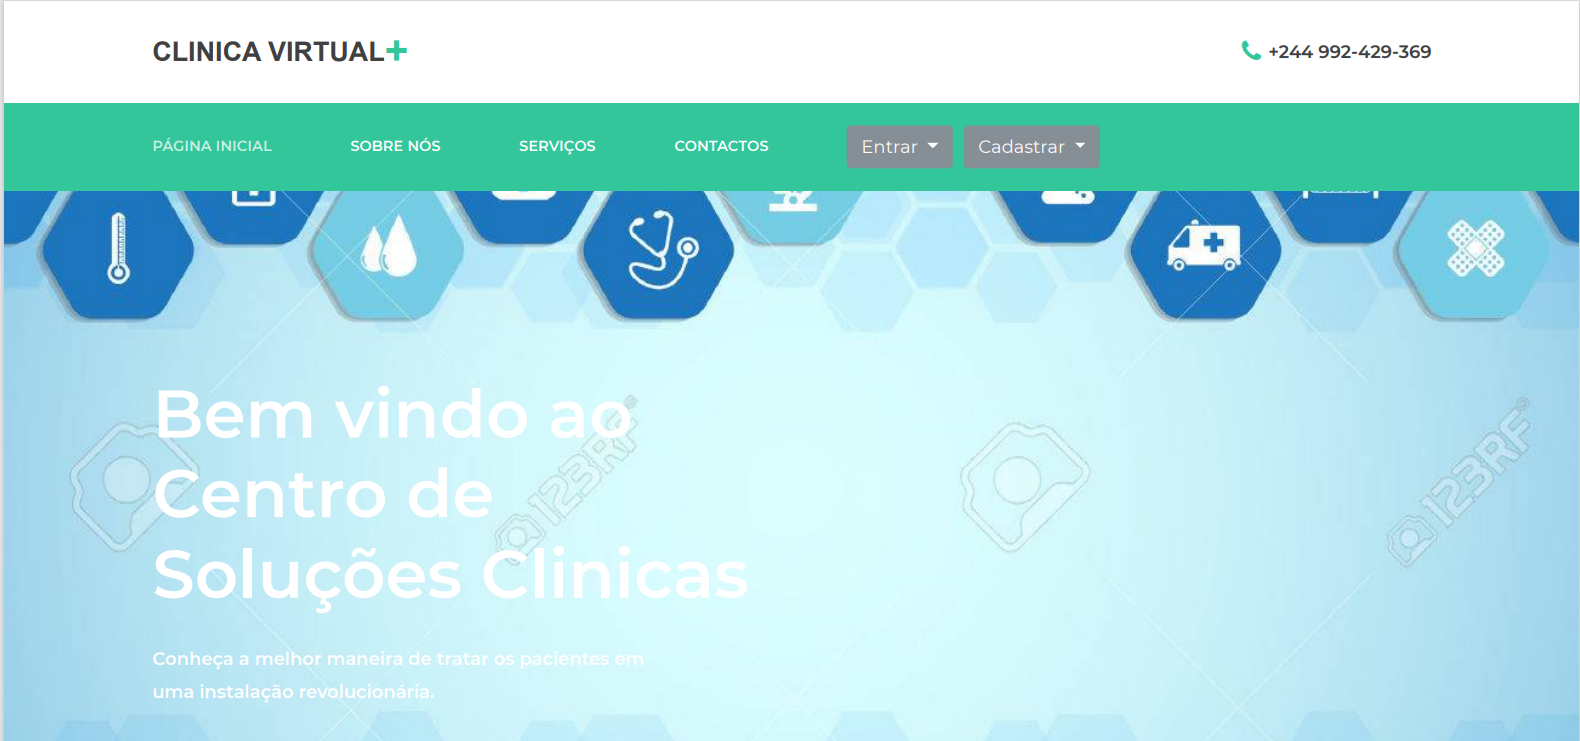 CLINICA VIRTUAL+
+244 992-429-369
PÁGINA INICIAL
SOBRE NÓS
SERVIÇOS
CONTACTOS
Entrar
Cadastrar
Bem vindo ao
Centro de
Soluções Clinicas
123RF
123RF
Conheça a melhor maneira de tratar os pacientes em
uma instalação revolucionária.